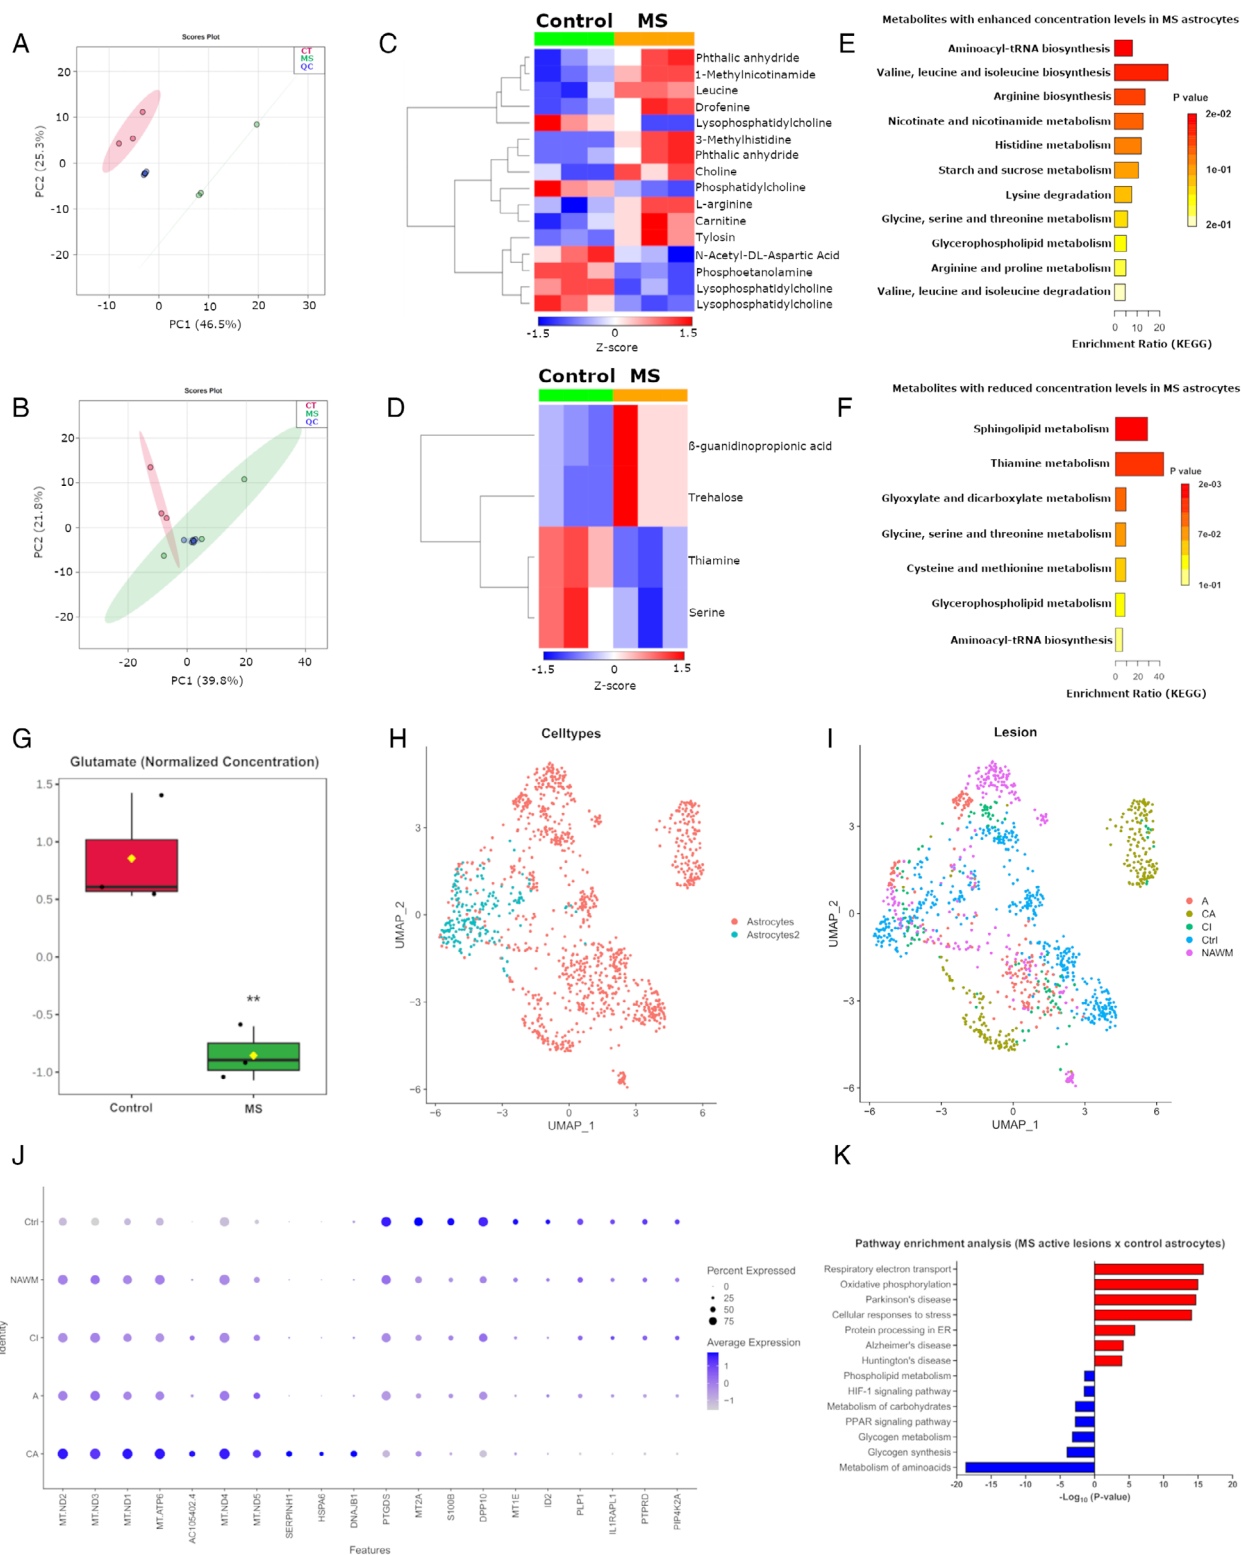 A
Scores Plot
CT
MS
QC
20
10
0
-10
-20
PC2 (25.3%)
-10
0
10
20
30
PC1 (46.5%)
B
Scores Plot
CT
MS
QC
20
10
0
-10
-20
PC2 (21.8%)
-20
0
20
40
PC1 (39.8%)
C
Control MS
Phthalic anhydride
1-Methylnicotinamide
Leucine
Drofenine
Lysophosphatidylcholine
3-Methylhistidine
Phthalic anhydride
Choline
Phosphatidylcholine
L-arginine
Carnitine
Tylosin
N-Acetyl-DL-Aspartic Acid
Phosphoetanolamine
Lysophosphatidylcholine
Lysophosphatidylcholine
-1.5 0 1.5
Z-score
D
Control MS
ß-guanidinopropionic acid
Trehalose
Thiamine
Serine
-1.5 0 1.5
Z-score
E
Metabolites with enhanced concentration levels in MS astrocytes
Aminoacyl-tRNA biosynthesis
Valine, leucine and isoleucine biosynthesis
Arginine biosynthesis
Nicotinate and nicotinamide metabolism
Histidine metabolism
Starch and sucrose metabolism
Lysine degradation
Glycine, serine and threonine metabolism
Glycerophospholipid metabolism
Arginine and proline metabolism
Valine, leucine and isoleucine degradation
P value
2e-02
1e-01
2e-01
0 10 20
Enrichment Ratio (KEGG)
F
Metabolites with reduced concentration levels in MS astrocytes
Sphingolipid metabolism
Thiamine metabolism
Glyoxylate and dicarboxylate metabolism
Glycine, serine and threonine metabolism
Cysteine and methionine metabolism
Glycerophospholipid metabolism
Aminoacyl-tRNA biosynthesis
P value
2e-03
7e-02
1e-01
0 20 40
Enrichment Ratio (KEGG)
G
Glutamate (Normalized Concentration)
1.5
1.0
0.5
0.0
-0.5
-1.0
**
Control
MS
H
Celltypes
UMAP_2
3
0
−3
−6
−6 −3 0 3 6
UMAP_1
Astrocytes
Astrocytes2
I
Lesion
UMAP_2
3
0
−3
−6
−6 −3 0 3 6
UMAP_1
A
CA
CI
Ctrl
NAWM
J
Identity
Ctrl
NAWM
CI
A
CA
MT.ND2
MT.ND3
MT.ND1
MT.ATP6
AC105402.4
MT.ND4
MT.ND5
SERPINH1
HSPA6
DNAJB1
PTGDS
MT2A
S100B
DPP10
MT1E
ID2
PLP1
IL1RAPL1
PTPRD
PIP4K2A
Features
Percent Expressed
0
25
50
75
Average Expression
1
0
−1
K
Pathway enrichment analysis (MS active lesions x control astrocytes)
Respiratory electron transport
Oxidative phosphorylation
Parkinson's disease
Cellular responses to stress
Protein processing in ER
Alzheimer's disease
Huntington's disease
Phospholipid metabolism
HIF-1 signaling pathway
Metabolism of carbohydrates
PPAR signaling pathway
Glycogen metabolism
Glycogen synthesis
Metabolism of aminoacids
-20 -15 -10 -5 0 5 10 15 20
-Log10 (P-value)